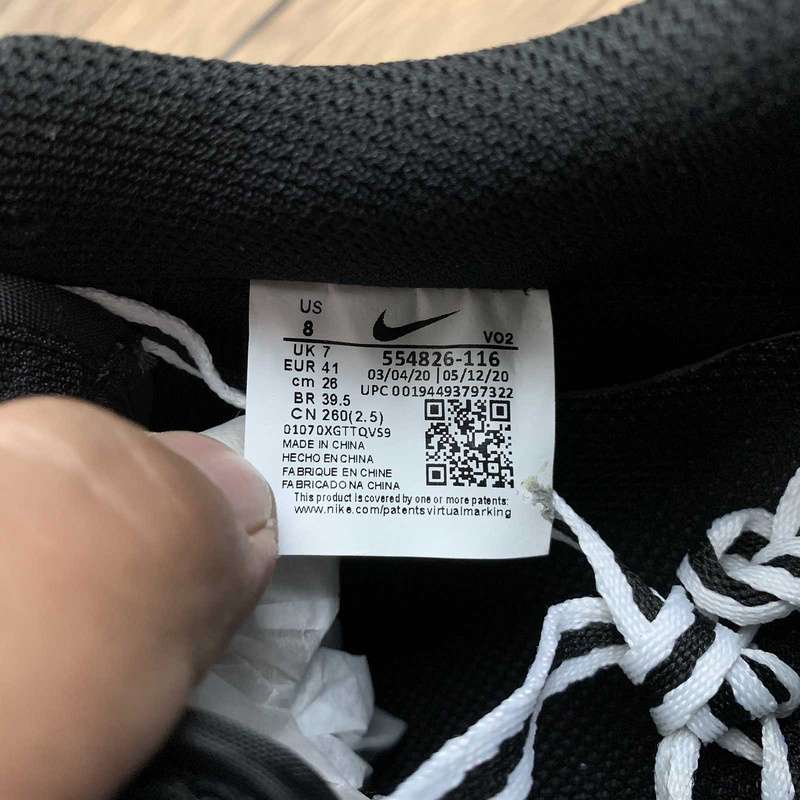 US
8
VO2
UK 7
EUR 41
cm 26
BR 39.5
CN 260(2.5)
01070XGTTQVS9
554826-116
03/04/20 | 05/12/20
UPC 00194493797322
MADE IN CHINA
HECHO EN CHINA
FABRIQUE EN CHINE
FABRICADO NA CHINA
This product is covered by one or more patents:
www.nike.com/patentsvirtualmarking